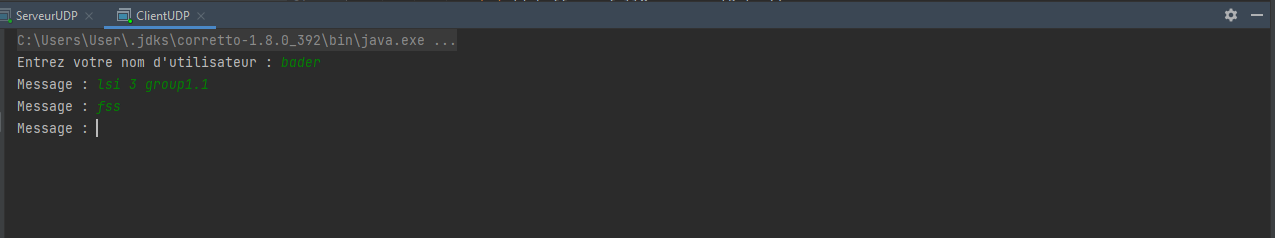 ServeurUDP ClientUDP
C:\Users\User\.jdks\corretto-1.8.0_392\bin\java.exe ...
Entrez votre nom d'utilisateur : bader
Message : lsi 3 group1.1
Message : fss
Message :